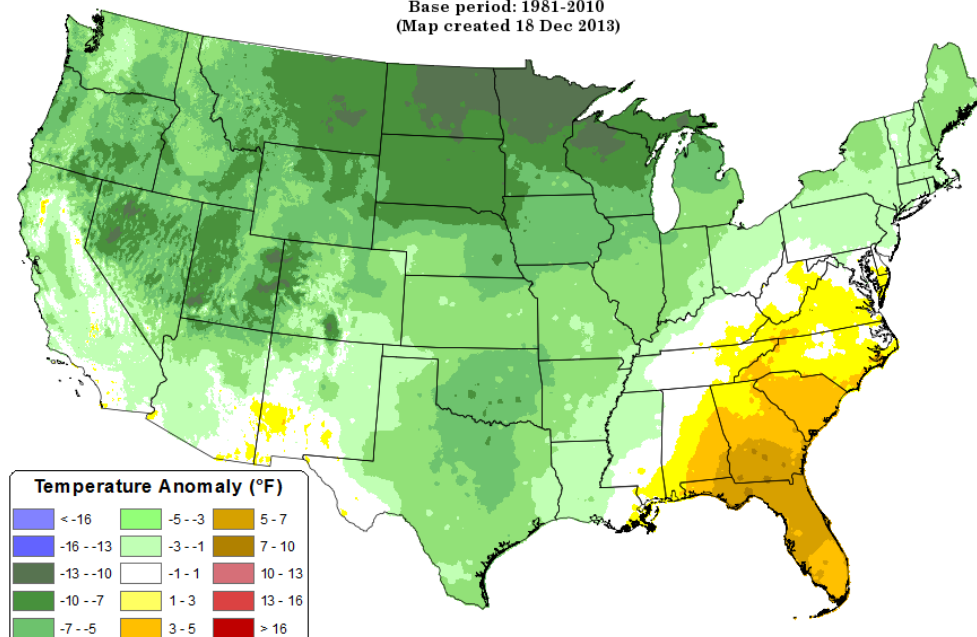 Base period: 1981-2010
(Map created 18 Dec 2013)
Temperature Anomaly (°F)
< -16
-5 - -3
5 - 7
-16 - -13
-3 - -1
7 - 10
-13 - -10
-1 - 1
10 - 13
-10 - -7
1 - 3
13 - 16
-7 - -5
3 - 5
> 16